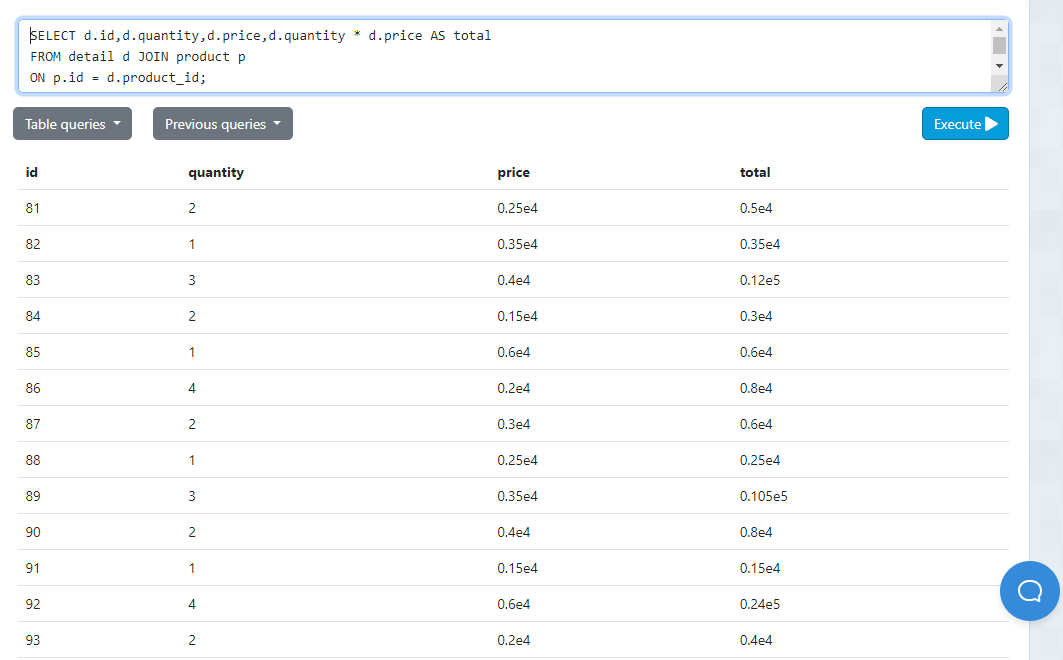 SELECT d.id,d.quantity,d.price,d.quantity * d.price AS total
FROM detail d JOIN product p
ON p.id = d.product_id;
Table queries Previous queries Execute
id quantity price total
81 2 0.25e4 0.5e4
82 1 0.35e4 0.35e4
83 3 0.4e4 0.12e5
84 2 0.15e4 0.3e4
85 1 0.6e4 0.6e4
86 4 0.2e4 0.8e4
87 2 0.3e4 0.6e4
88 1 0.25e4 0.25e4
89 3 0.35e4 0.105e5
90 2 0.4e4 0.8e4
91 1 0.15e4 0.15e4
92 4 0.6e4 0.24e5
93 2 0.2e4 0.4e4